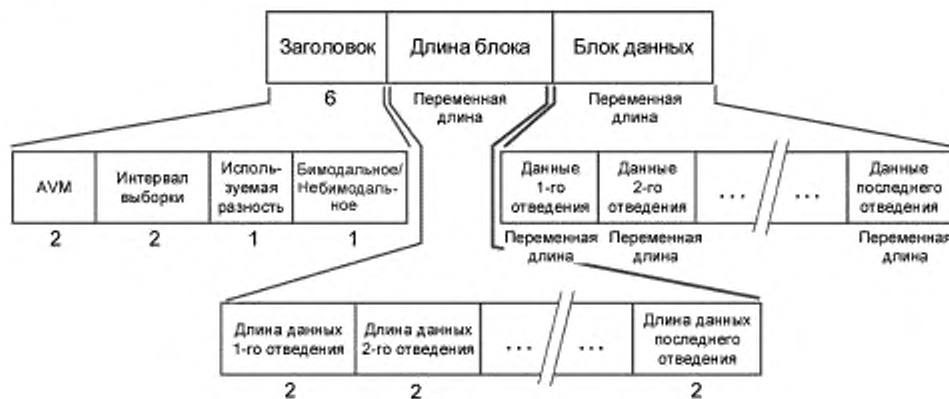 Заголовок
Длина блока
Блок данных
6
Переменная
длина
Переменная
длина
AVM
Интервал
выборки
Исполь-
зуемая
разность
Бимодальное/
Небимодаль-
ное
Данные
1-го
отведения
Данные
2-го
отведения
...
...
Данные
последнего
отведения
2
2
1
1
Переменная
длина
Переменная
длина
Переменная
длина
Длина данных
1-го отведения
Длина данных
2-го отведения
...
...
Длина данных
последнего
отведения
2
2
2